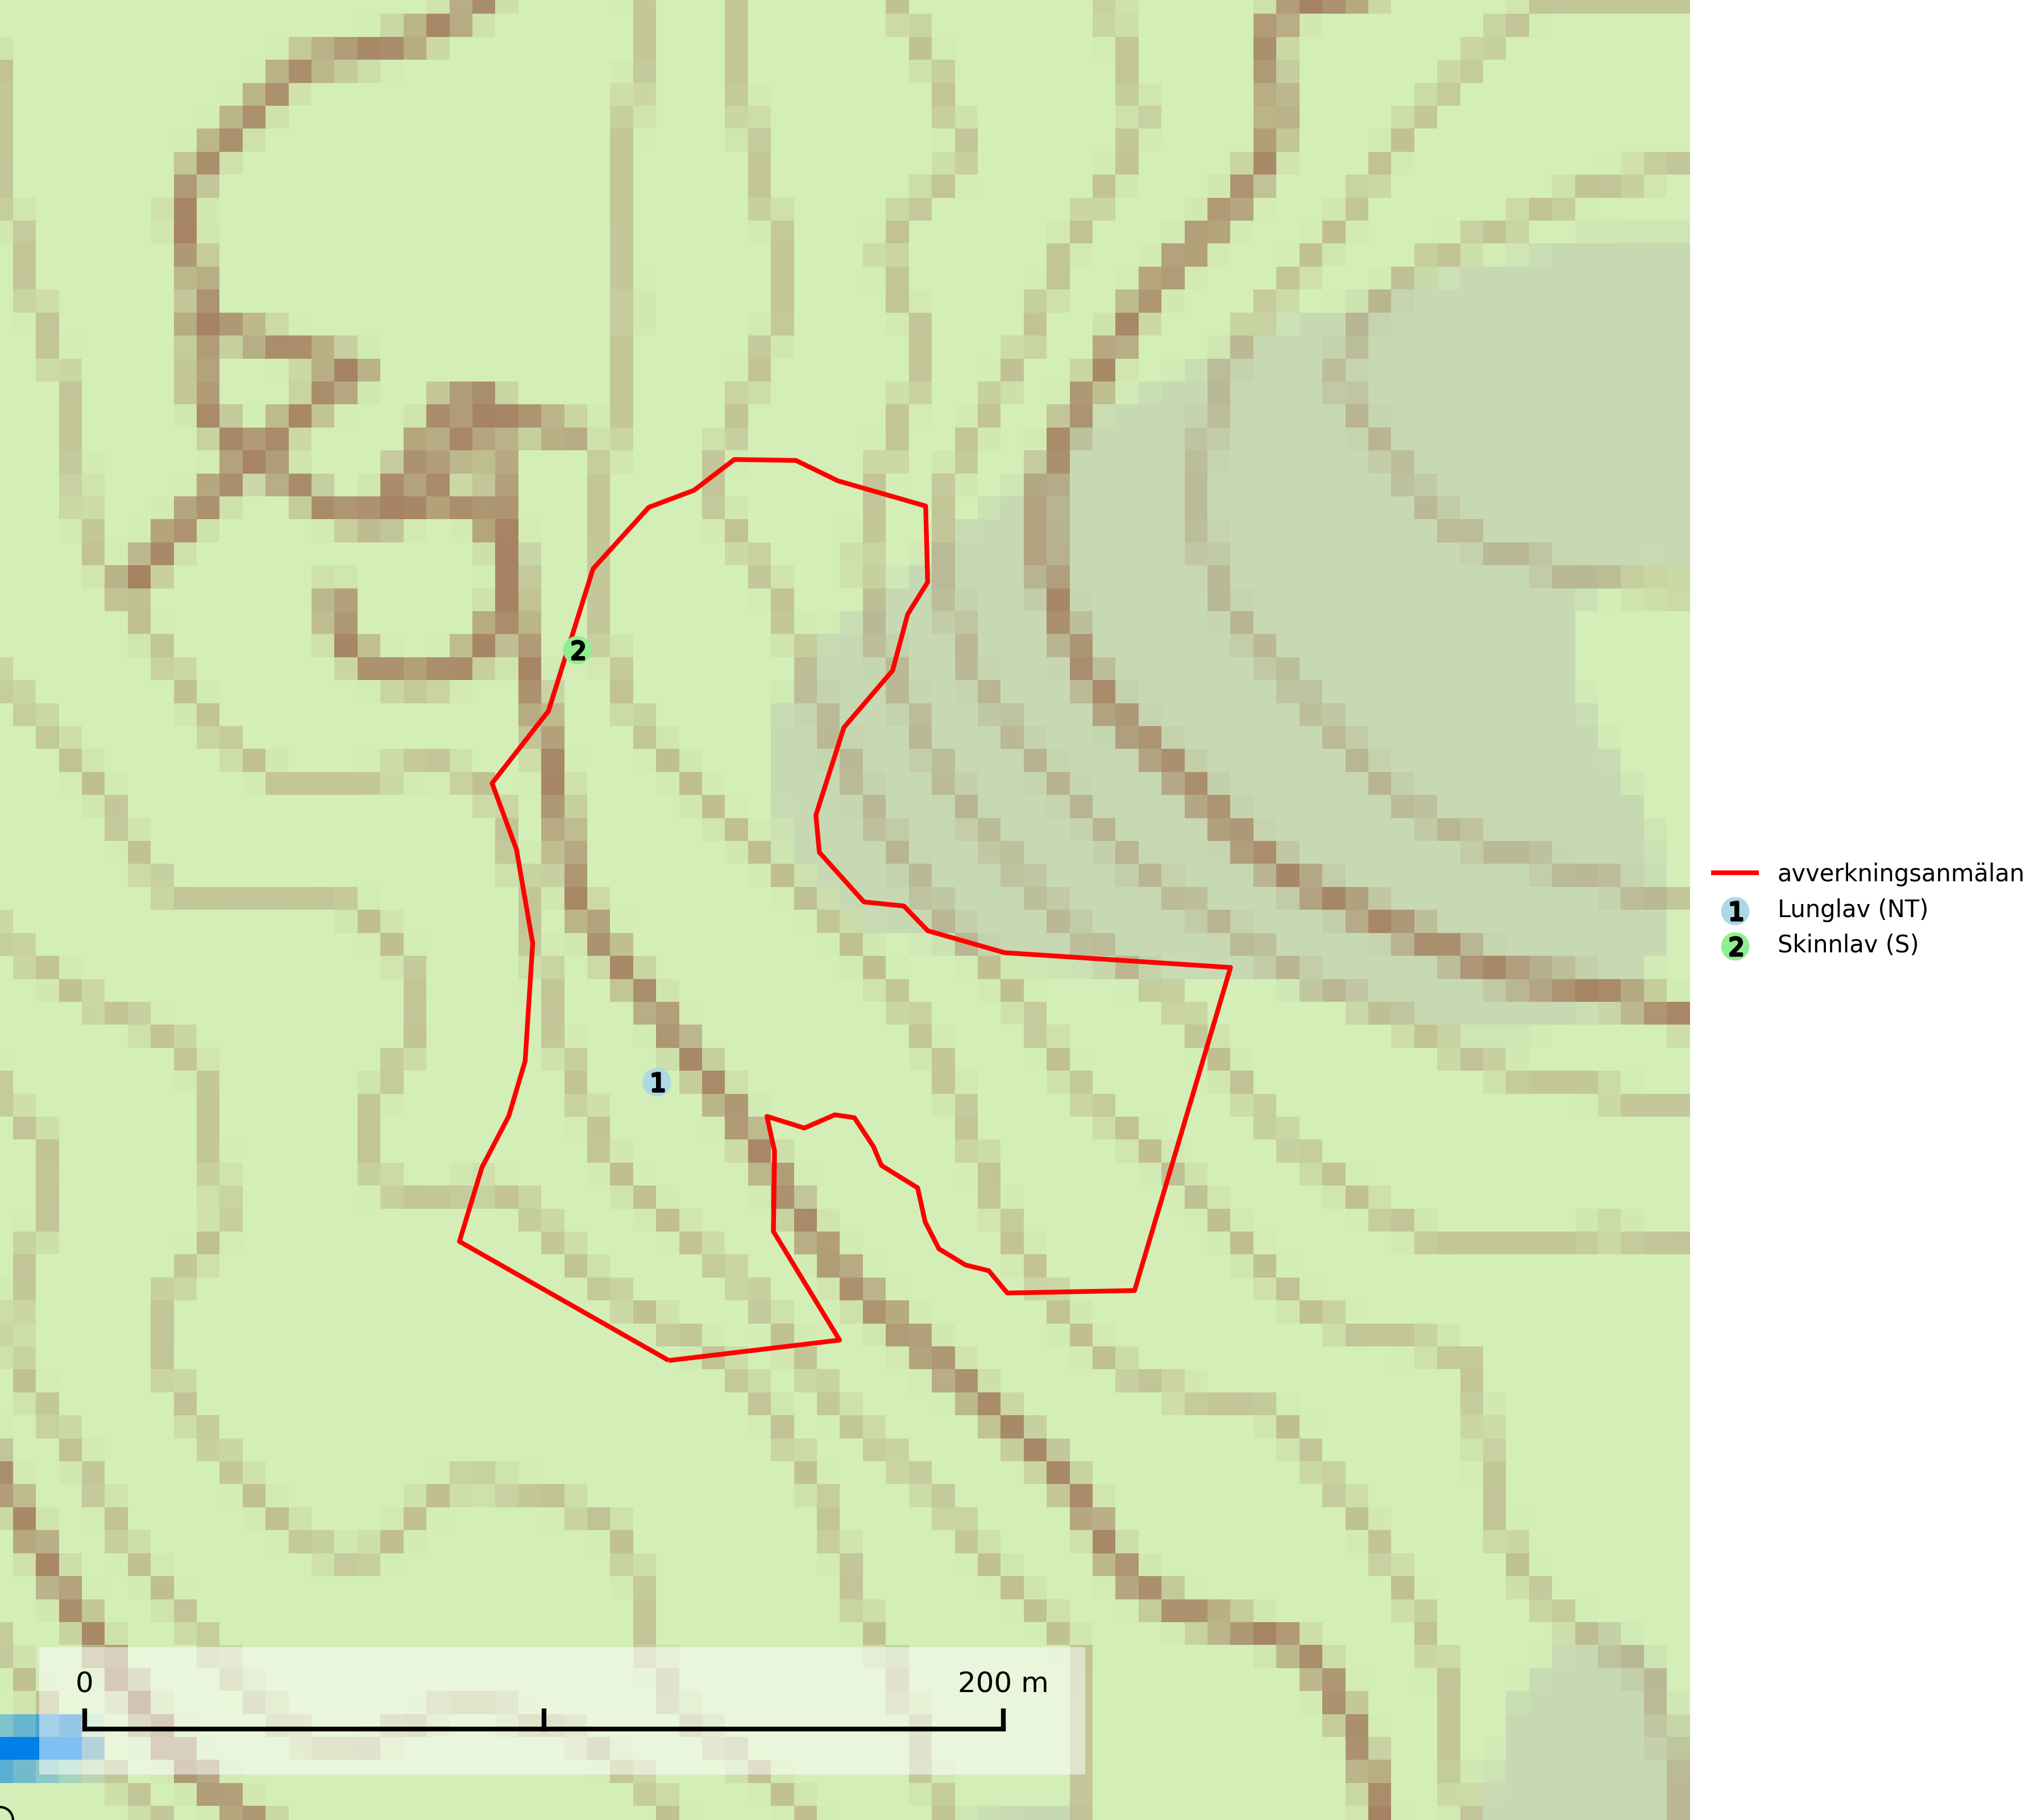 2
1
avverkningsanmälan
1 Lunglav (NT)
2 Skinnlav (S)
0 200 m